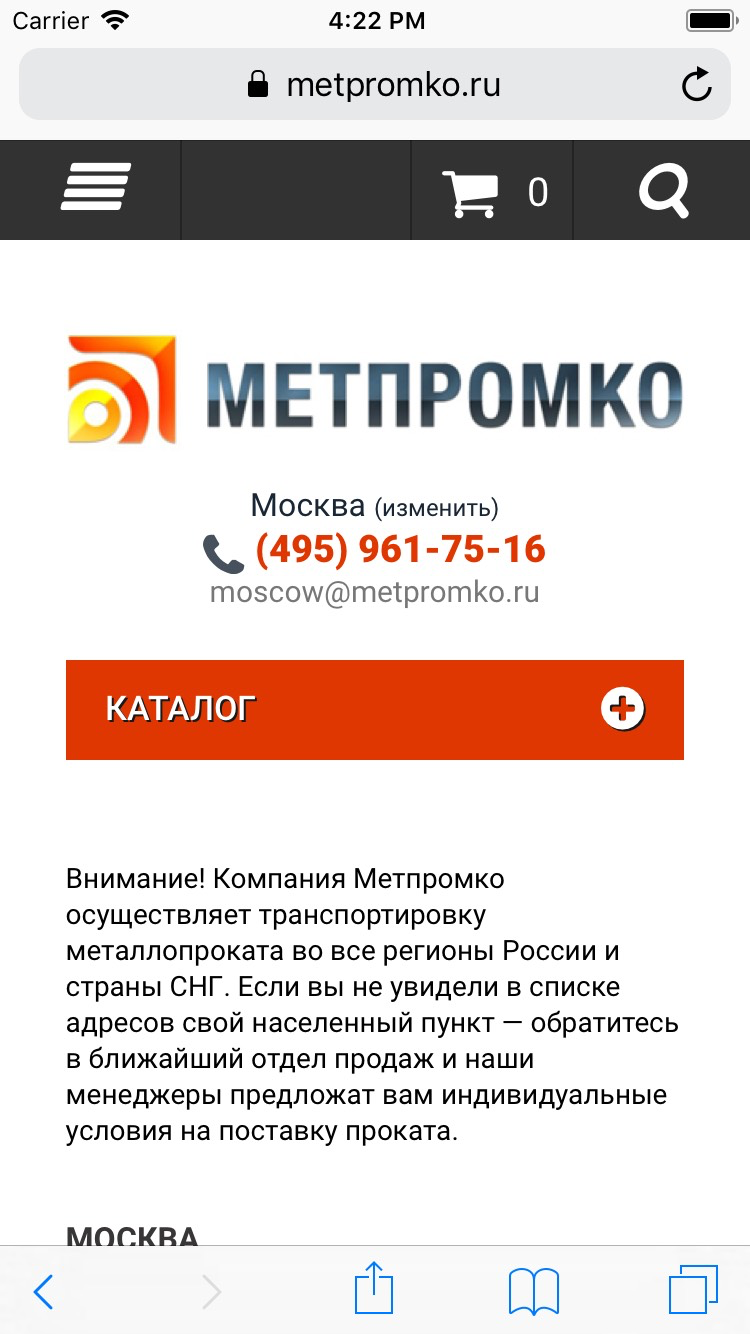 Carrier 4:22 PM
metpromko.ru
0
МЕТПРОМКО
Москва (изменить)
(495) 961-75-16
moscow@metpromko.ru
КАТАЛОГ
Внимание! Компания Метпромко
осуществляет транспортировку
металлопроката во все регионы России и
страны СНГ. Если вы не увидели в списке
адресов свой населенный пункт — обратитесь
в ближайший отдел продаж и наши
менеджеры предложат вам индивидуальные
условия на поставку проката.
МОСКВА